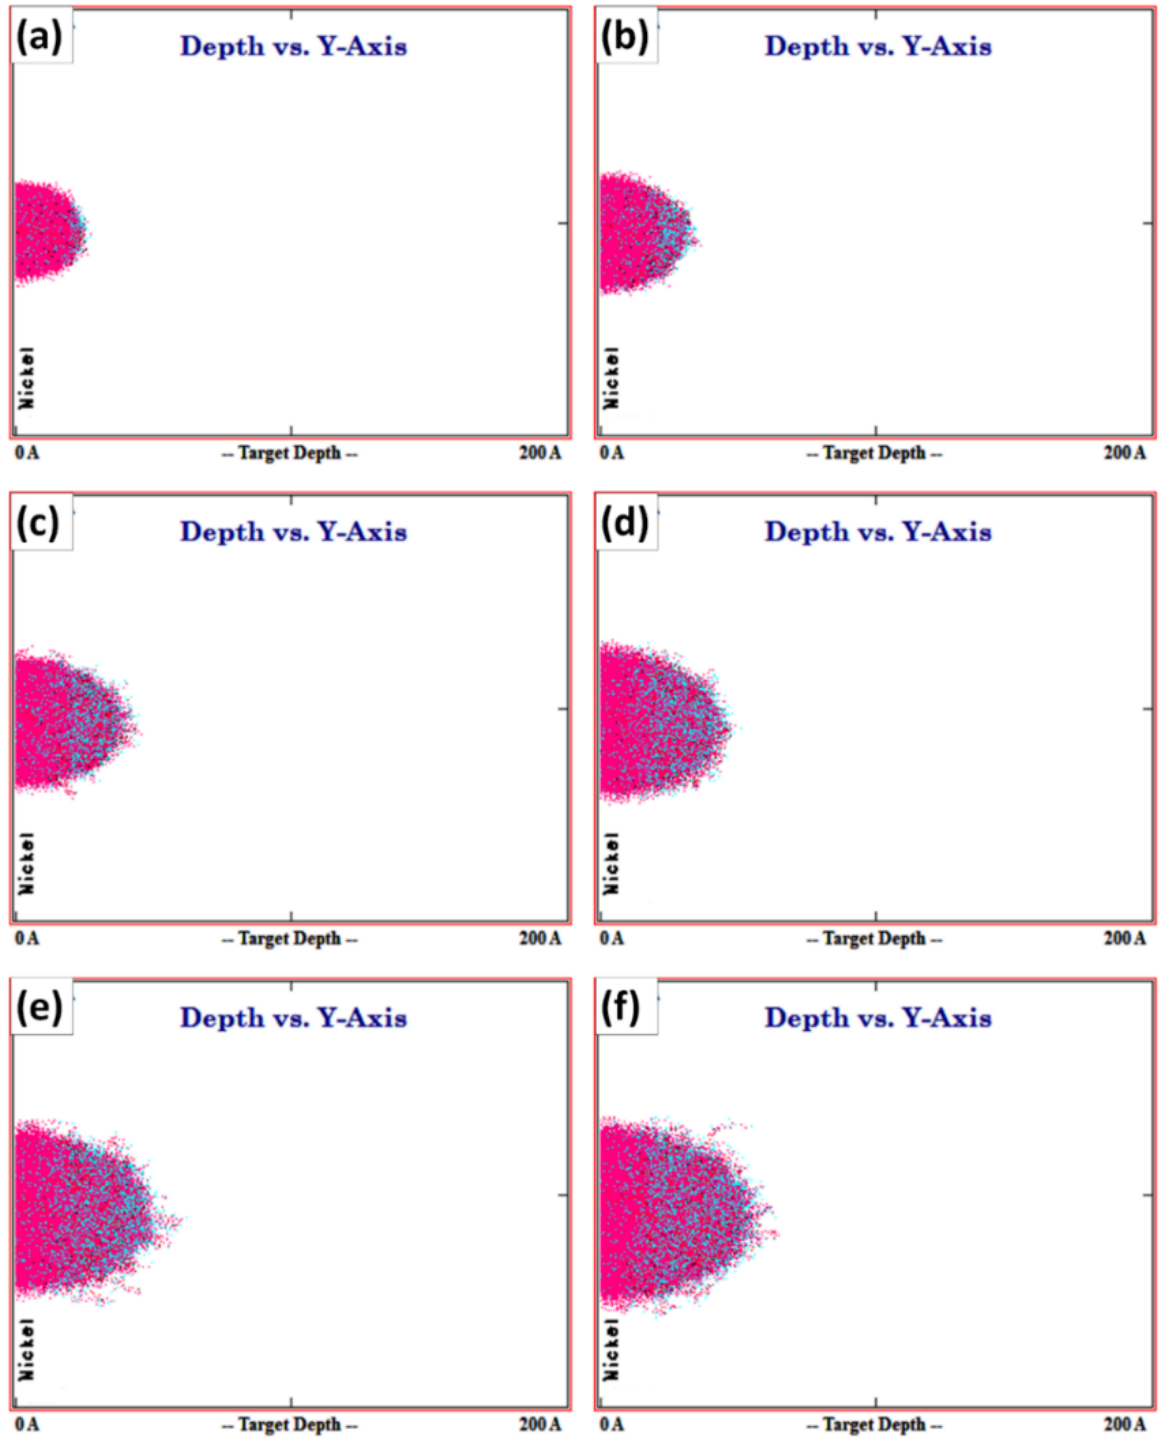 (a)
Depth vs. Y-Axis
Nickel
0 A -- Target Depth -- 200 A
(b)
Depth vs. Y-Axis
Nickel
0 A -- Target Depth -- 200 A
(c)
Depth vs. Y-Axis
Nickel
0 A -- Target Depth -- 200 A
(d)
Depth vs. Y-Axis
Nickel
0 A -- Target Depth -- 200 A
(e)
Depth vs. Y-Axis
Nickel
0 A -- Target Depth -- 200 A
(f)
Depth vs. Y-Axis
Nickel
0 A -- Target Depth -- 200 A